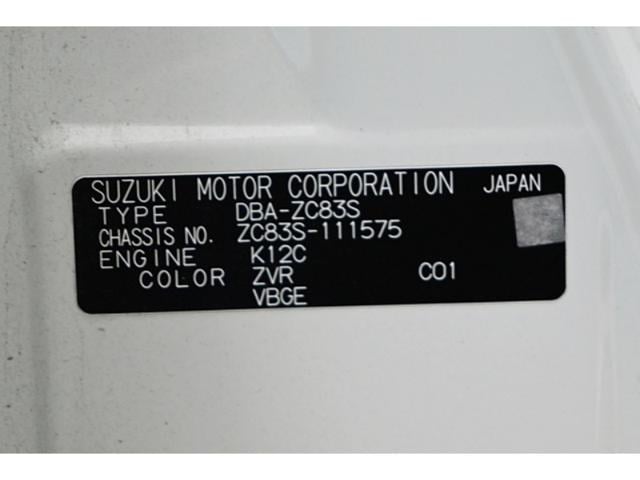 SUZUKI MOTOR CORPORATION JAPAN
TYPE DBA-ZC83S
CHASSIS NO. ZC83S-111575
ENGINE K12C
COLOR ZVR C01
VBGE